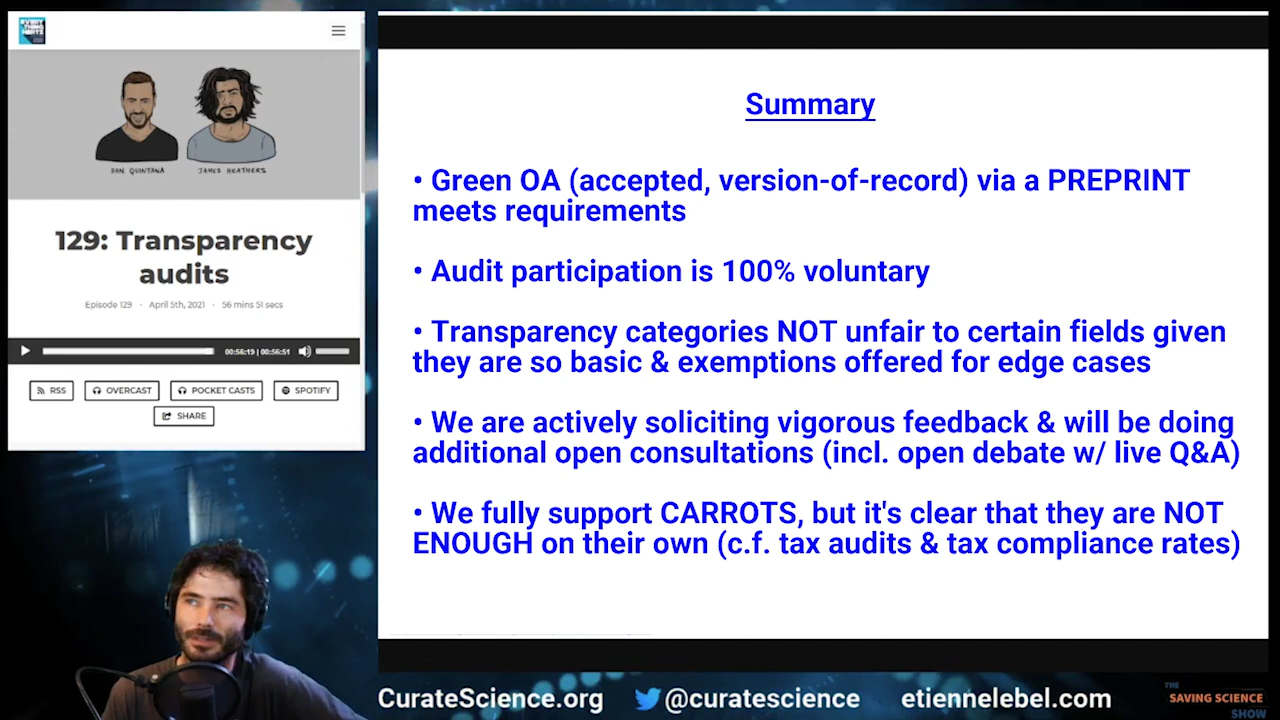 EVERY
THING
HERTZ
DAN QUINTANA
JAMES HEATHERS
129: Transparency
audits
Episode 129 · April 5th, 2021 · 56 mins 51 secs
00:56:19 | 00:56:51
RSS
OVERCAST
POCKET CASTS
SPOTIFY
SHARE
Summary
• Green OA (accepted, version-of-record) via a PREPRINT
meets requirements
• Audit participation is 100% voluntary
• Transparency categories NOT unfair to certain fields given
they are so basic & exemptions offered for edge cases
• We are actively soliciting vigorous feedback & will be doing
additional open consultations (incl. open debate w/ live Q&A)
• We fully support CARROTS, but it's clear that they are NOT
ENOUGH on their own (c.f. tax audits & tax compliance rates)
CurateScience.org
@curatescience
etiennelebel.com
THE
SAVING SCIENCE
SHOW